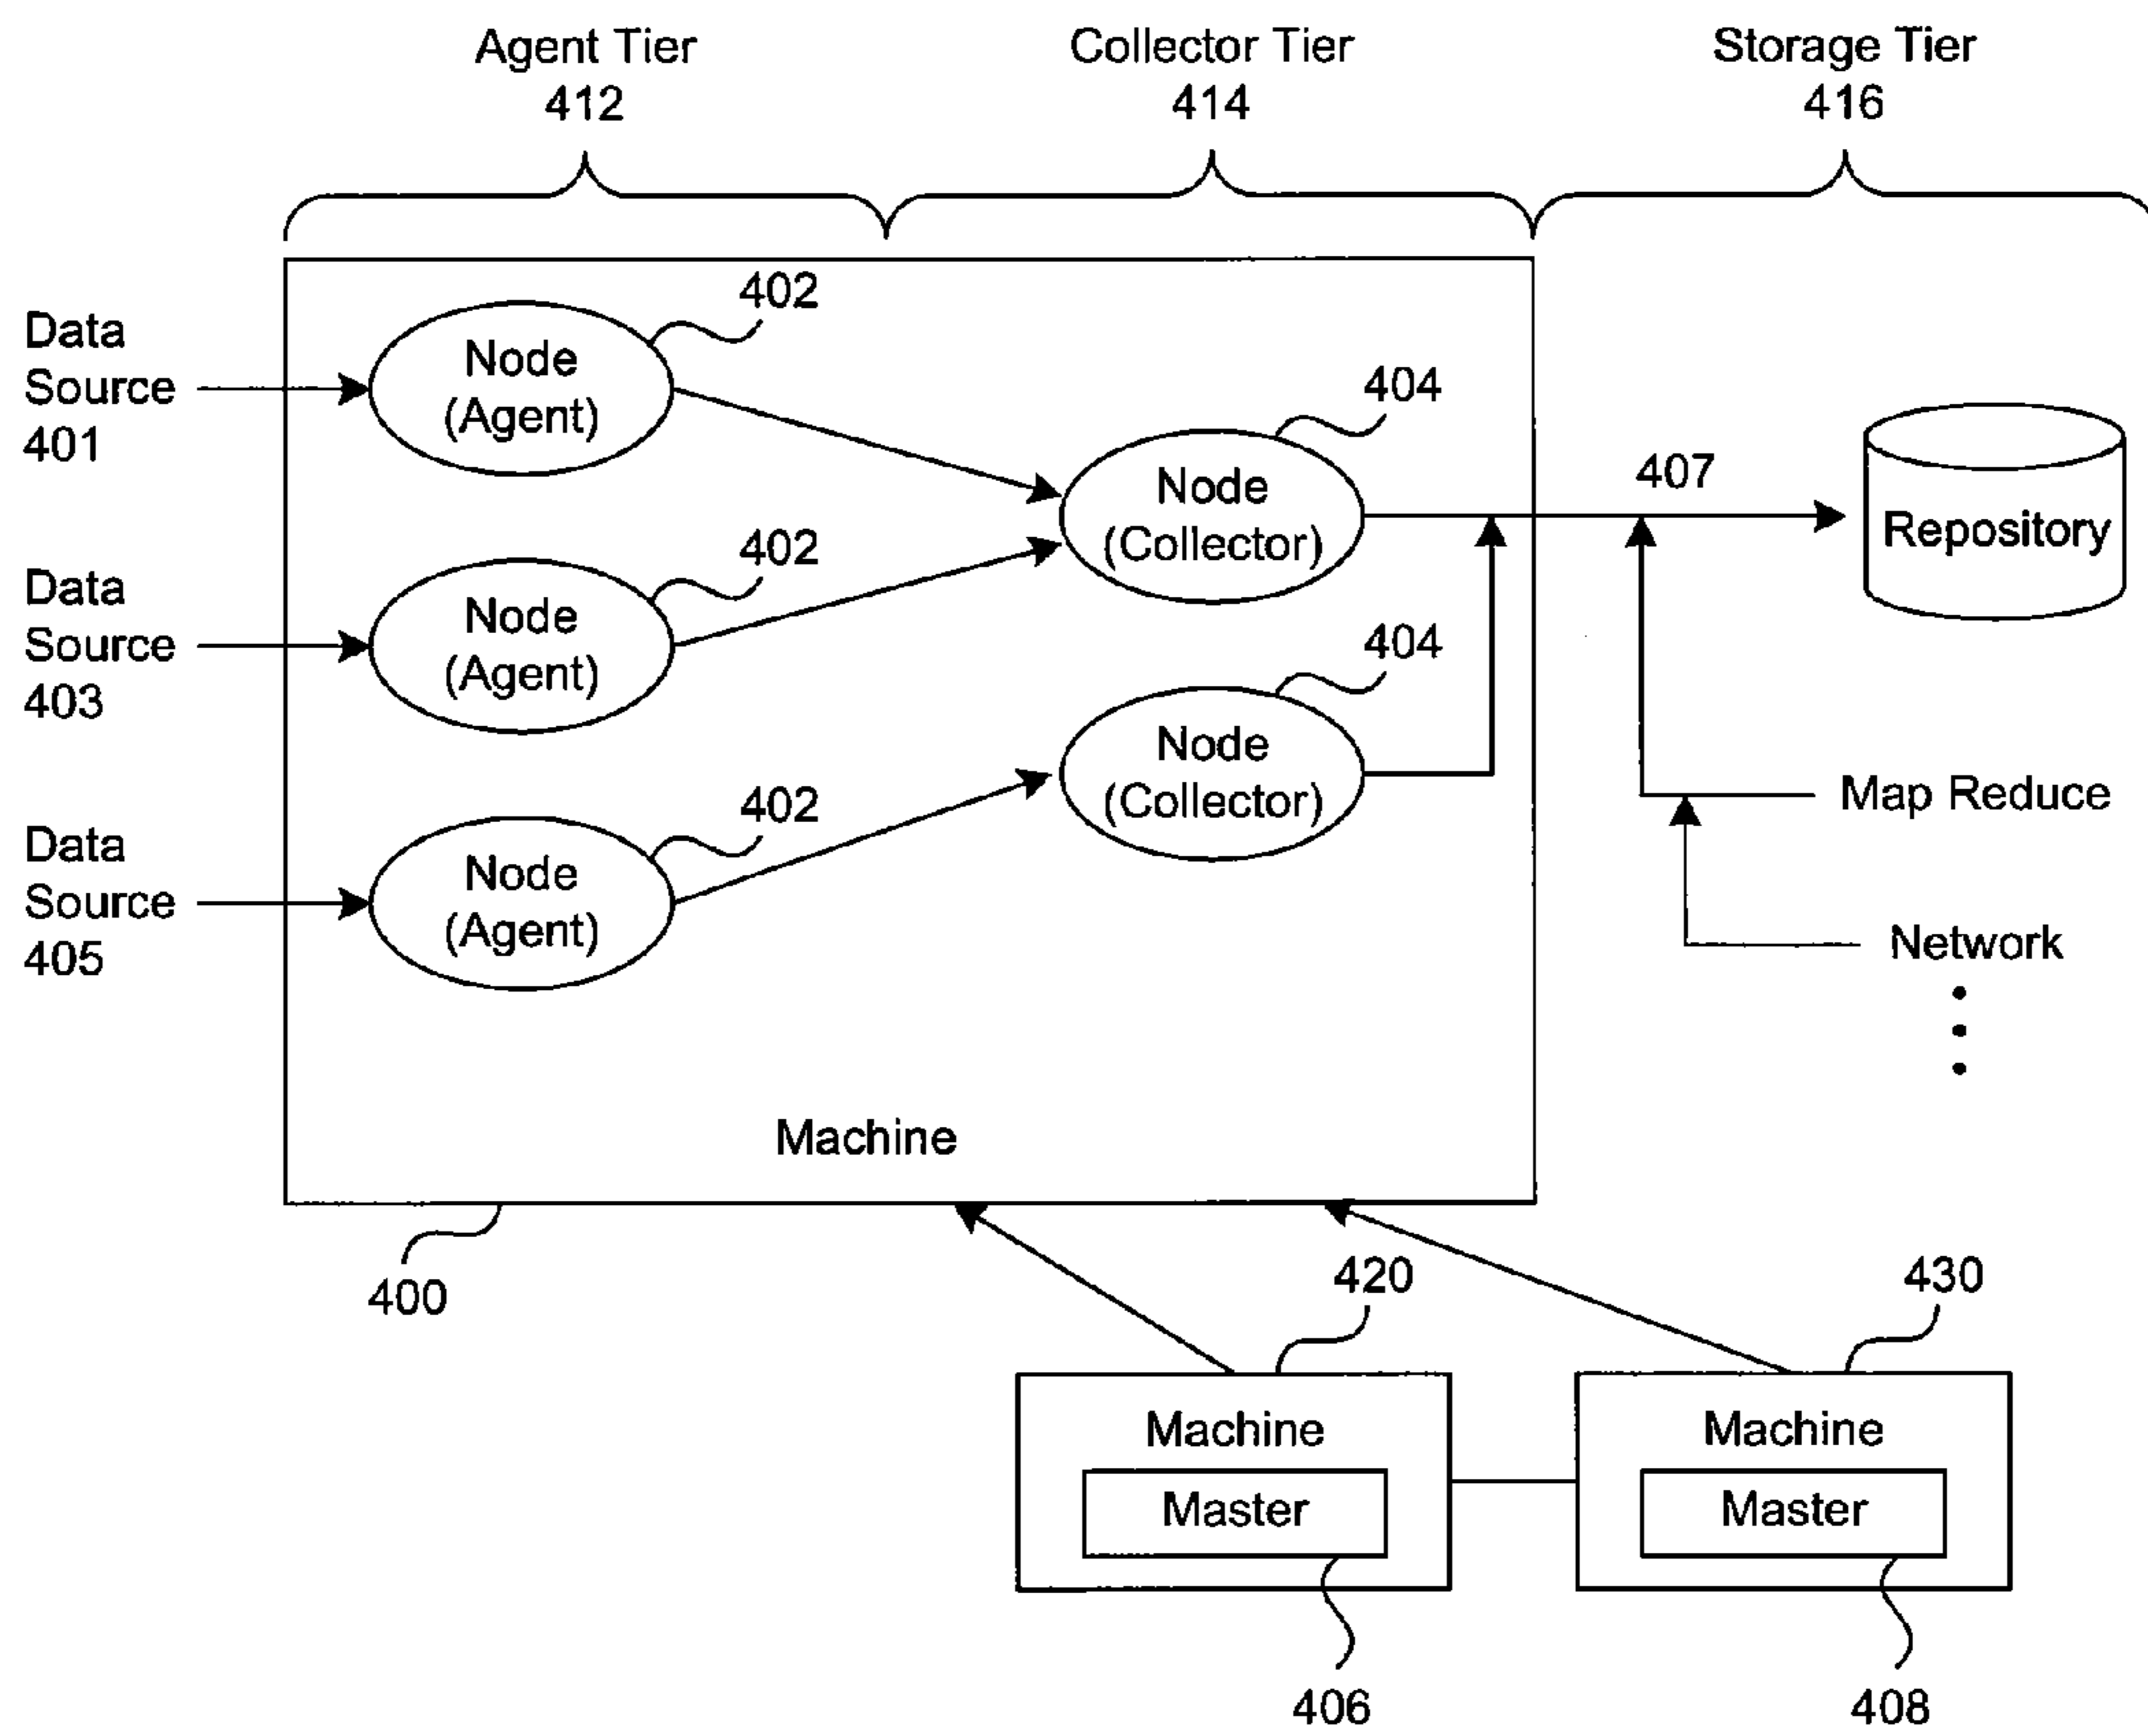 Agent Tier
412
Collector Tier
414
Storage Tier
416
Data
Source
401
402
Node
(Agent)
404
Node
(Collector)
407
Repository
Data
Source
403
402
Node
(Agent)
404
Node
(Collector)
Map Reduce
Data
Source
405
402
Node
(Agent)
Network
Machine
400
420
430
Machine
Master
Machine
Master
406
408